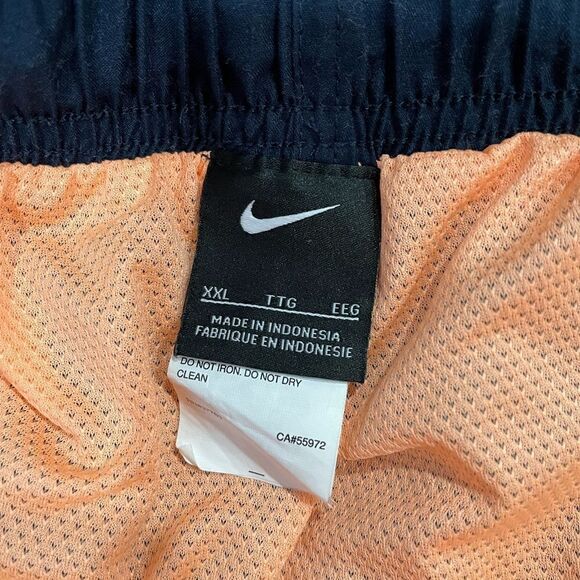 XXL TTG EEG
MADE IN INDONESIA
FABRIQUE EN INDONESIE
DO NOT IRON. DO NOT DRY
CLEAN
CA#55972